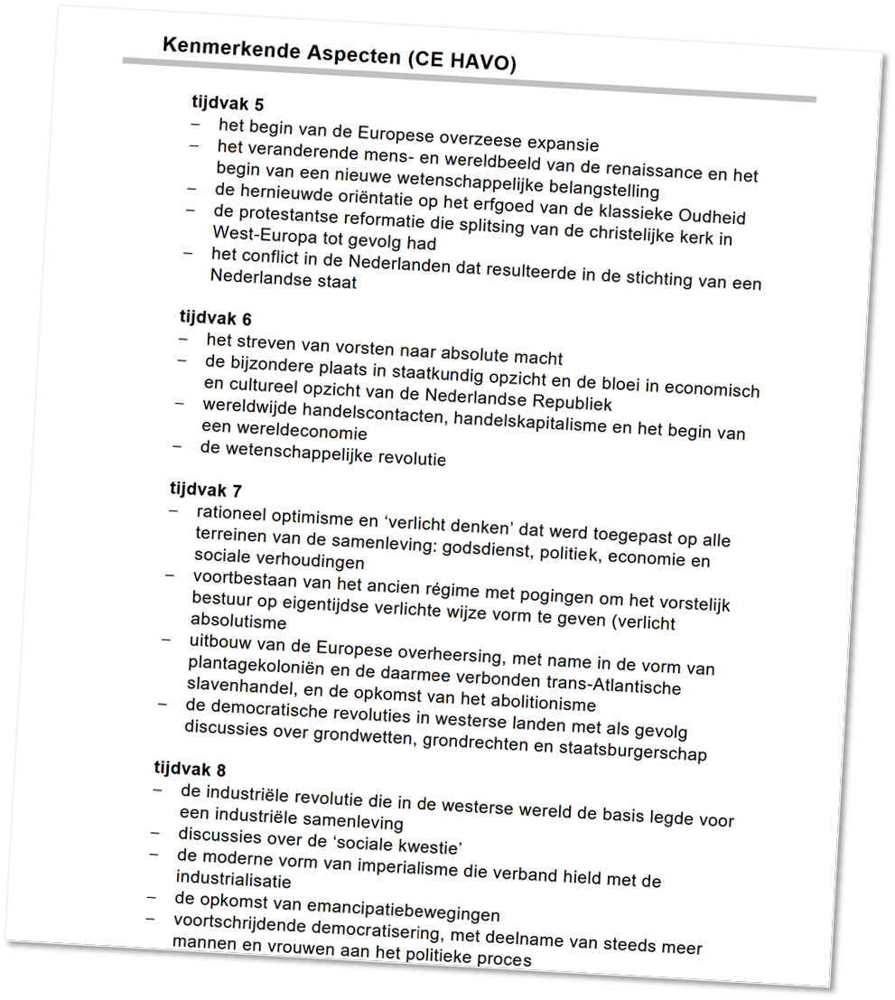 Kenmerkende Aspecten (CE HAVO)
tijdvak 5
– het begin van de Europese overzeese expansie
– het veranderende mens- en wereldbeeld van de renaissance en het
begin van een nieuwe wetenschappelijke belangstelling
– de hernieuwde oriëntatie op het erfgoed van de klassieke Oudheid
– de protestantse reformatie die splitsing van de christelijke kerk in
West-Europa tot gevolg had
– het conflict in de Nederlanden dat resulteerde in de stichting van een
Nederlandse staat
tijdvak 6
– het streven van vorsten naar absolute macht
– de bijzondere plaats in staatkundig opzicht en de bloei in economisch
en cultureel opzicht van de Nederlandse Republiek
– wereldwijde handelscontacten, handelskapitalisme en het begin van
een wereldeconomie
– de wetenschappelijke revolutie
tijdvak 7
– rationeel optimisme en ‘verlicht denken’ dat werd toegepast op alle
terreinen van de samenleving: godsdienst, politiek, economie en
sociale verhoudingen
– voortbestaan van het ancien régime met pogingen om het vorstelijk
bestuur op eigentijdse verlichte wijze vorm te geven (verlicht
absolutisme
– uitbouw van de Europese overheersing, met name in de vorm van
plantagekoloniën en de daarmee verbonden trans-Atlantische
slavenhandel, en de opkomst van het abolitionisme
– de democratische revoluties in westerse landen met als gevolg
discussies over grondwetten, grondrechten en staatsburgerschap
tijdvak 8
– de industriële revolutie die in de westerse wereld de basis legde voor
een industriële samenleving
– discussies over de ‘sociale kwestie’
– de moderne vorm van imperialisme die verband hield met de
industrialisatie
– de opkomst van emancipatiebewegingen
– voortschrijdende democratisering, met deelname van steeds meer
mannen en vrouwen aan het politieke proces